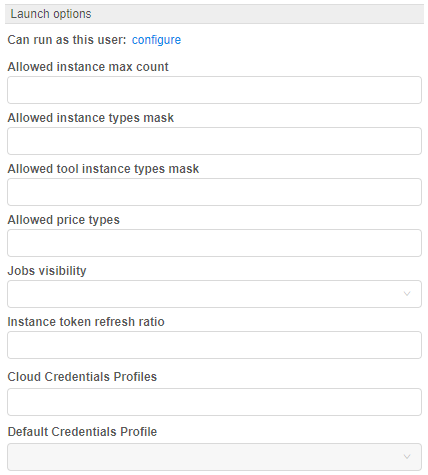 Launch options
Can run as this user: configure
Allowed instance max count
Allowed instance types mask
Allowed tool instance types mask
Allowed price types
Jobs visibility
Instance token refresh ratio
Cloud Credentials Profiles
Default Credentials Profile